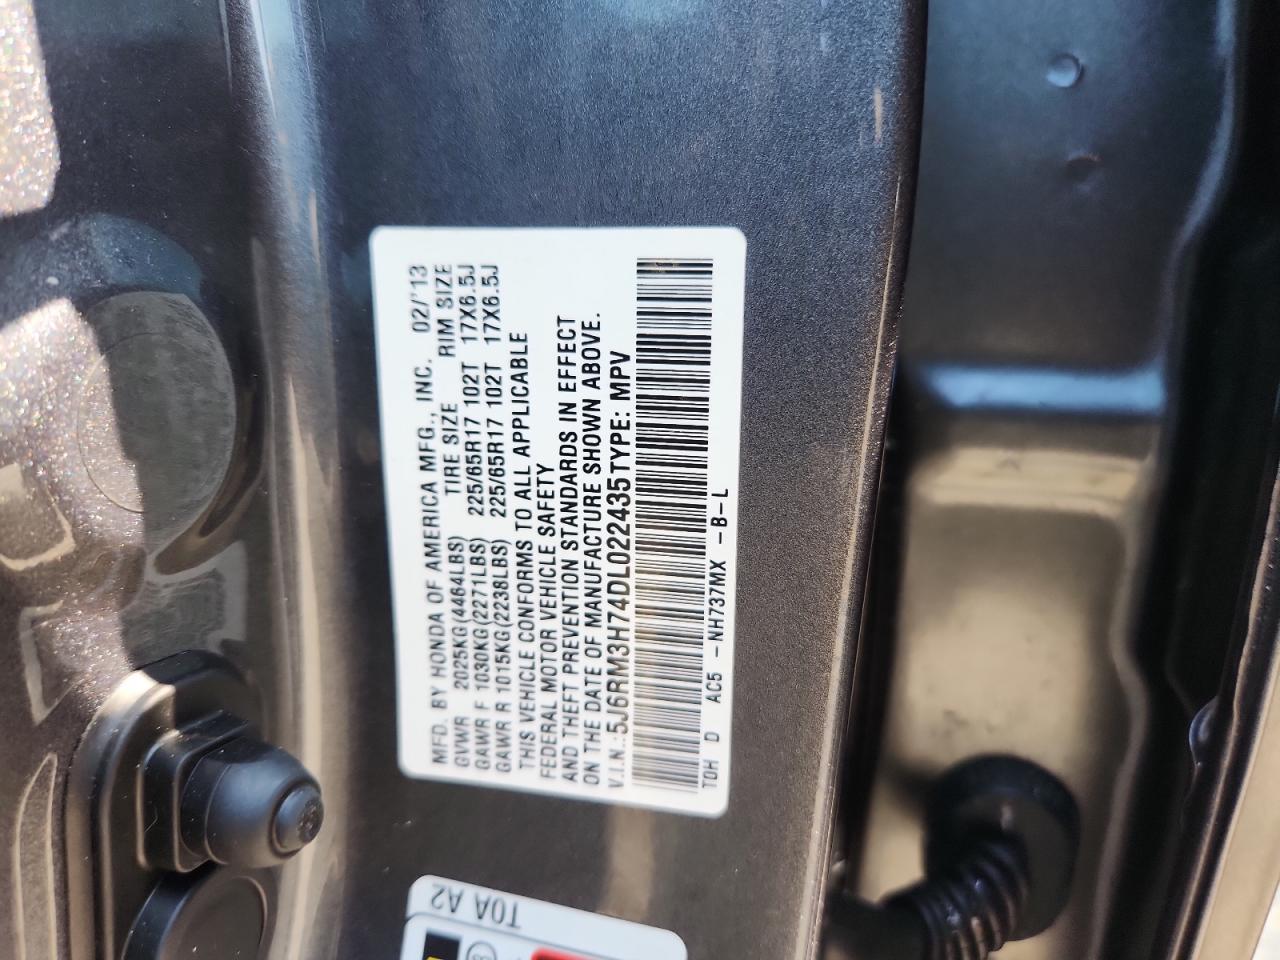 MFD. BY HONDA OF AMERICA MFG., INC. 02/'13
TIRE SIZE RIM SIZE
GVWR 2025KG(4464LBS)
GAWR F 1030KG(2271LBS) 225/65R17 102T 17X6.5J
GAWR R 1015KG(2238LBS) 225/65R17 102T 17X6.5J
THIS VEHICLE CONFORMS TO ALL APPLICABLE
FEDERAL MOTOR VEHICLE SAFETY
AND THEFT PREVENTION STANDARDS IN EFFECT
ON THE DATE OF MANUFACTURE SHOWN ABOVE.
V.I.N.:5J6RM3H74DL022435TYPE: MPV
TDH D AC5 -NH737MX -B-L
T0A A2